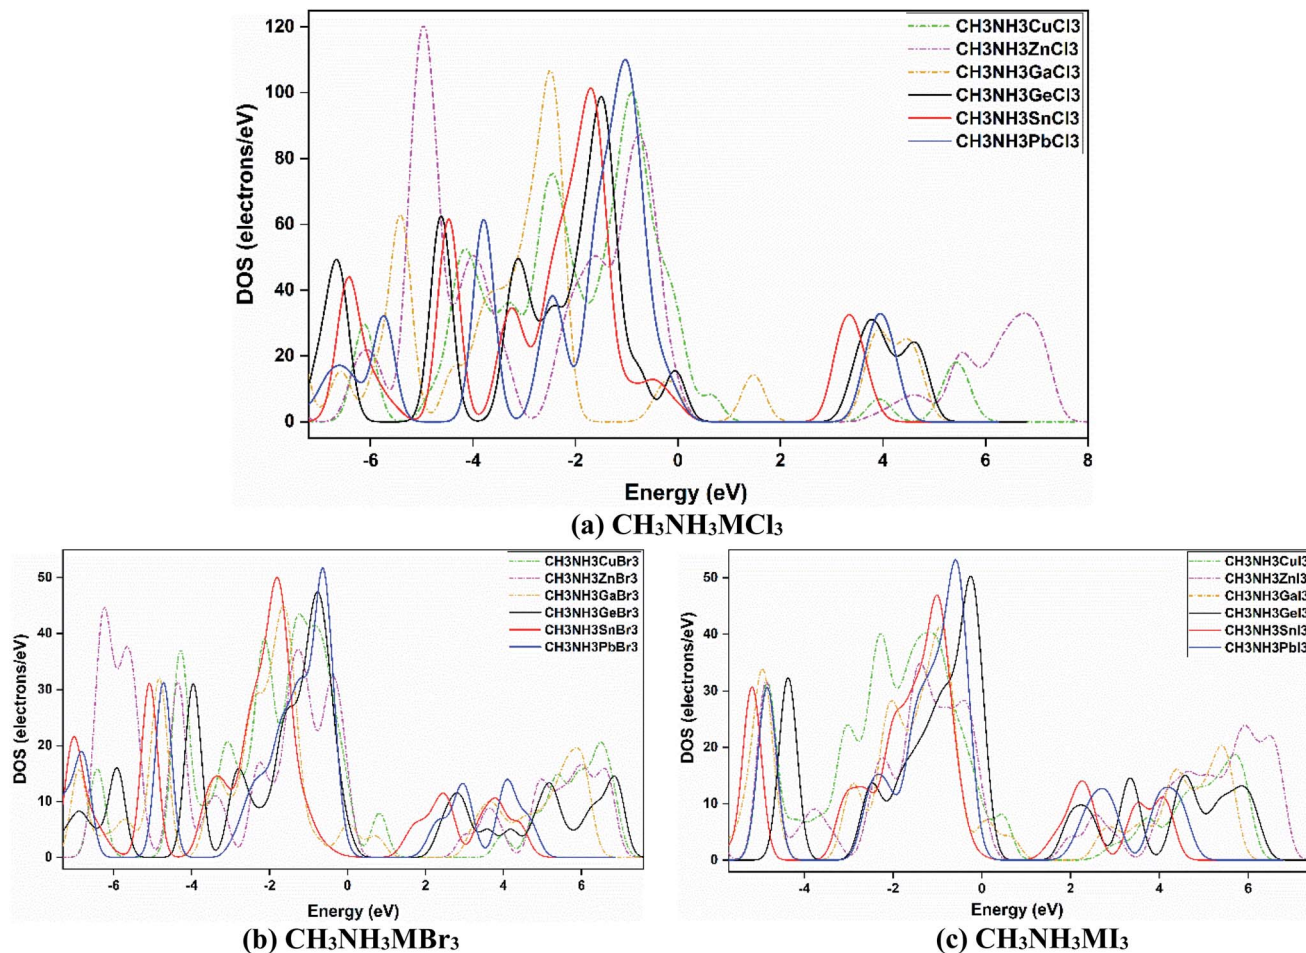 120
100
80
60
40
20
0
DOS (electrons/eV)
CH3NH3CuCl3
CH3NH3ZnCl3
CH3NH3GaCl3
CH3NH3GeCl3
CH3NH3SnCl3
CH3NH3PbCl3
-6 -4 -2 0 2 4 6 8
Energy (eV)
(a) CH₃NH₃MCl₃
50
40
30
20
10
0
DOS (electrons/eV)
CH3NH3CuBr3
CH3NH3ZnBr3
CH3NH3GaBr3
CH3NH3GeBr3
CH3NH3SnBr3
CH3NH3PbBr3
-6 -4 -2 0 2 4 6
Energy (eV)
(b) CH₃NH₃MBr₃
50
40
30
20
10
0
DOS (electrons/eV)
CH3NH3CuI3
CH3NH3ZnI3
CH3NH3GaI3
CH3NH3GeI3
CH3NH3SnI3
CH3NH3PbI3
-4 -2 0 2 4 6
Energy (eV)
(c) CH₃NH₃MI₃